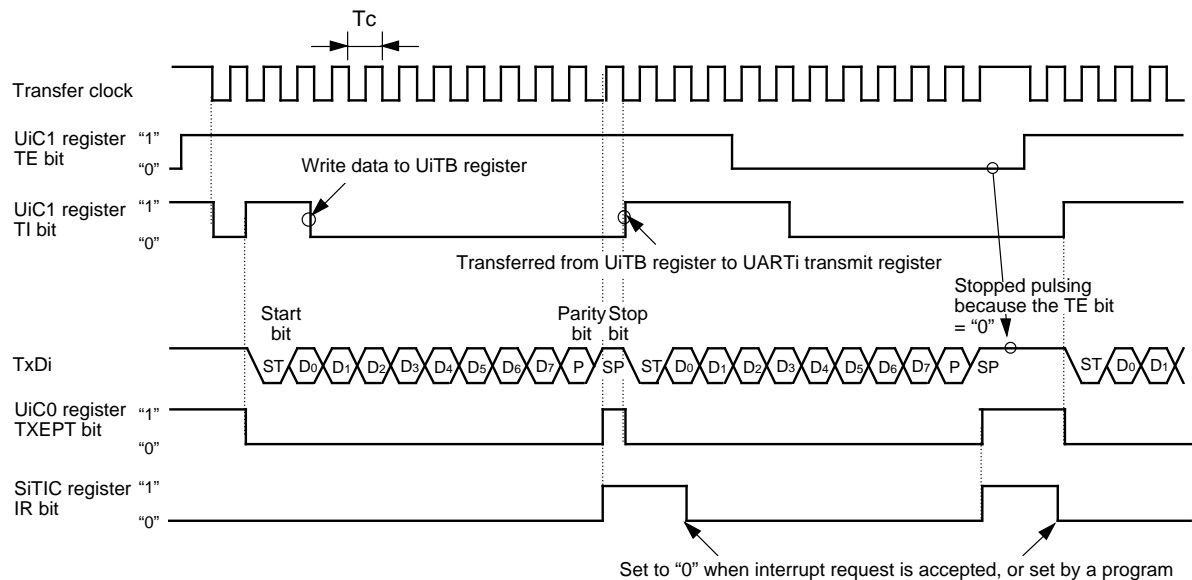 Tc
Transfer clock
UiC1 register "1"
TE bit
"0"
Write data to UiTB register
UiC1 register "1"
TI bit
"0"
Transferred from UiTB register to UARTi transmit register
Stopped pulsing
because the TE bit
= "0"
Start
bit
Parity Stop
bit bit
TxDi
ST D0 D1 D2 D3 D4 D5 D6 D7 P SP ST D0 D1 D2 D3 D4 D5 D6 D7 P SP ST D0 D1
UiC0 register "1"
TXEPT bit
"0"
SiTIC register "1"
IR bit
"0"
Set to "0" when interrupt request is accepted, or set by a program